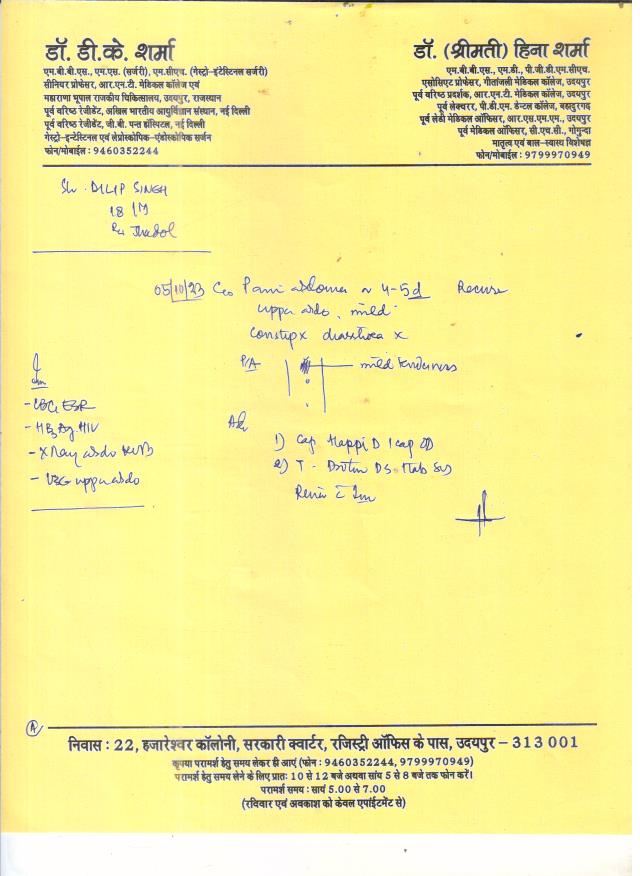 डॉ. डी.के. शर्मा
एम.बी.बी.एस., एम.एस. (सर्जरी), एम.सीएच. (गेस्ट्रो-इंटेस्टिनल सर्जरी)
सीनियर प्रोफेसर, आर.एन.टी. मेडिकल कॉलेज एवं
महाराणा भूपाल राजकीय चिकित्सालय, उदयपुर, राजस्थान
पूर्व वरिष्ठ रेजीडेंट, अखिल भारतीय आयुर्विज्ञान संस्थान, नई दिल्ली
पूर्व वरिष्ठ रेजीडेंट, जी.बी. पन्त हॉस्पिटल, नई दिल्ली
गेस्ट्रो-इन्टेस्टिनल एवं लेप्रोस्कोपिक-एंडोस्कोपिक सर्जन
फोन/मोबाईल : 9460352244
डॉ. (श्रीमती) हिना शर्मा
एम.बी.बी.एस., एम.डी., पी.जी.डी.एम.सीएच.
एसोसिएट प्रोफेसर, गीतांजली मेडिकल कॉलेज, उदयपुर
पूर्व वरिष्ठ प्रदर्शक, आर.एन.टी. मेडिकल कॉलेज, उदयपुर
पूर्व लेक्चरर, पी.डी.एम. डेन्टल कॉलेज, बहादुरगढ़
पूर्व लेडी मेडिकल ऑफिसर, आर.एस.एम.एम., उदयपुर
पूर्व मेडिकल ऑफिसर, सी.एच.सी., गोगुन्दा
मातृत्व एवं बाल-स्वास्थ्य विशेषज्ञ
फोन/मोबाईल : 9799970949
Sh. DILIP SINGH
18/M
R/o Jhadol
05/10/23 C/o Pain abdomen ~ 4-5d
upper abdo, mild
Constip x diarrhoea x
P/A mild tenderness
- CBC, ESR
- HBsAg, HIV
- X Ray abdo KUB
- USG upper abdo
Adv
1) Cap Happi D 1 cap OD
2) T - DS 1 tab
Review c Inv
A
निवास : 22, हजारेश्वर कॉलोनी, सरकारी क्वार्टर, रजिस्ट्री ऑफिस के पास, उदयपुर – 313 001
कृपया परामर्श हेतु समय लेकर ही आएं (फोन : 9460352244, 9799970949)
परामर्श हेतु समय लेने के लिए प्रातः 10 से 12 बजे अथवा सांय 5 से 8 बजे तक फोन करें।
परामर्श समय : सायं 5.00 से 7.00
(रविवार एवं अवकाश को केवल एपांईटमेंट से)